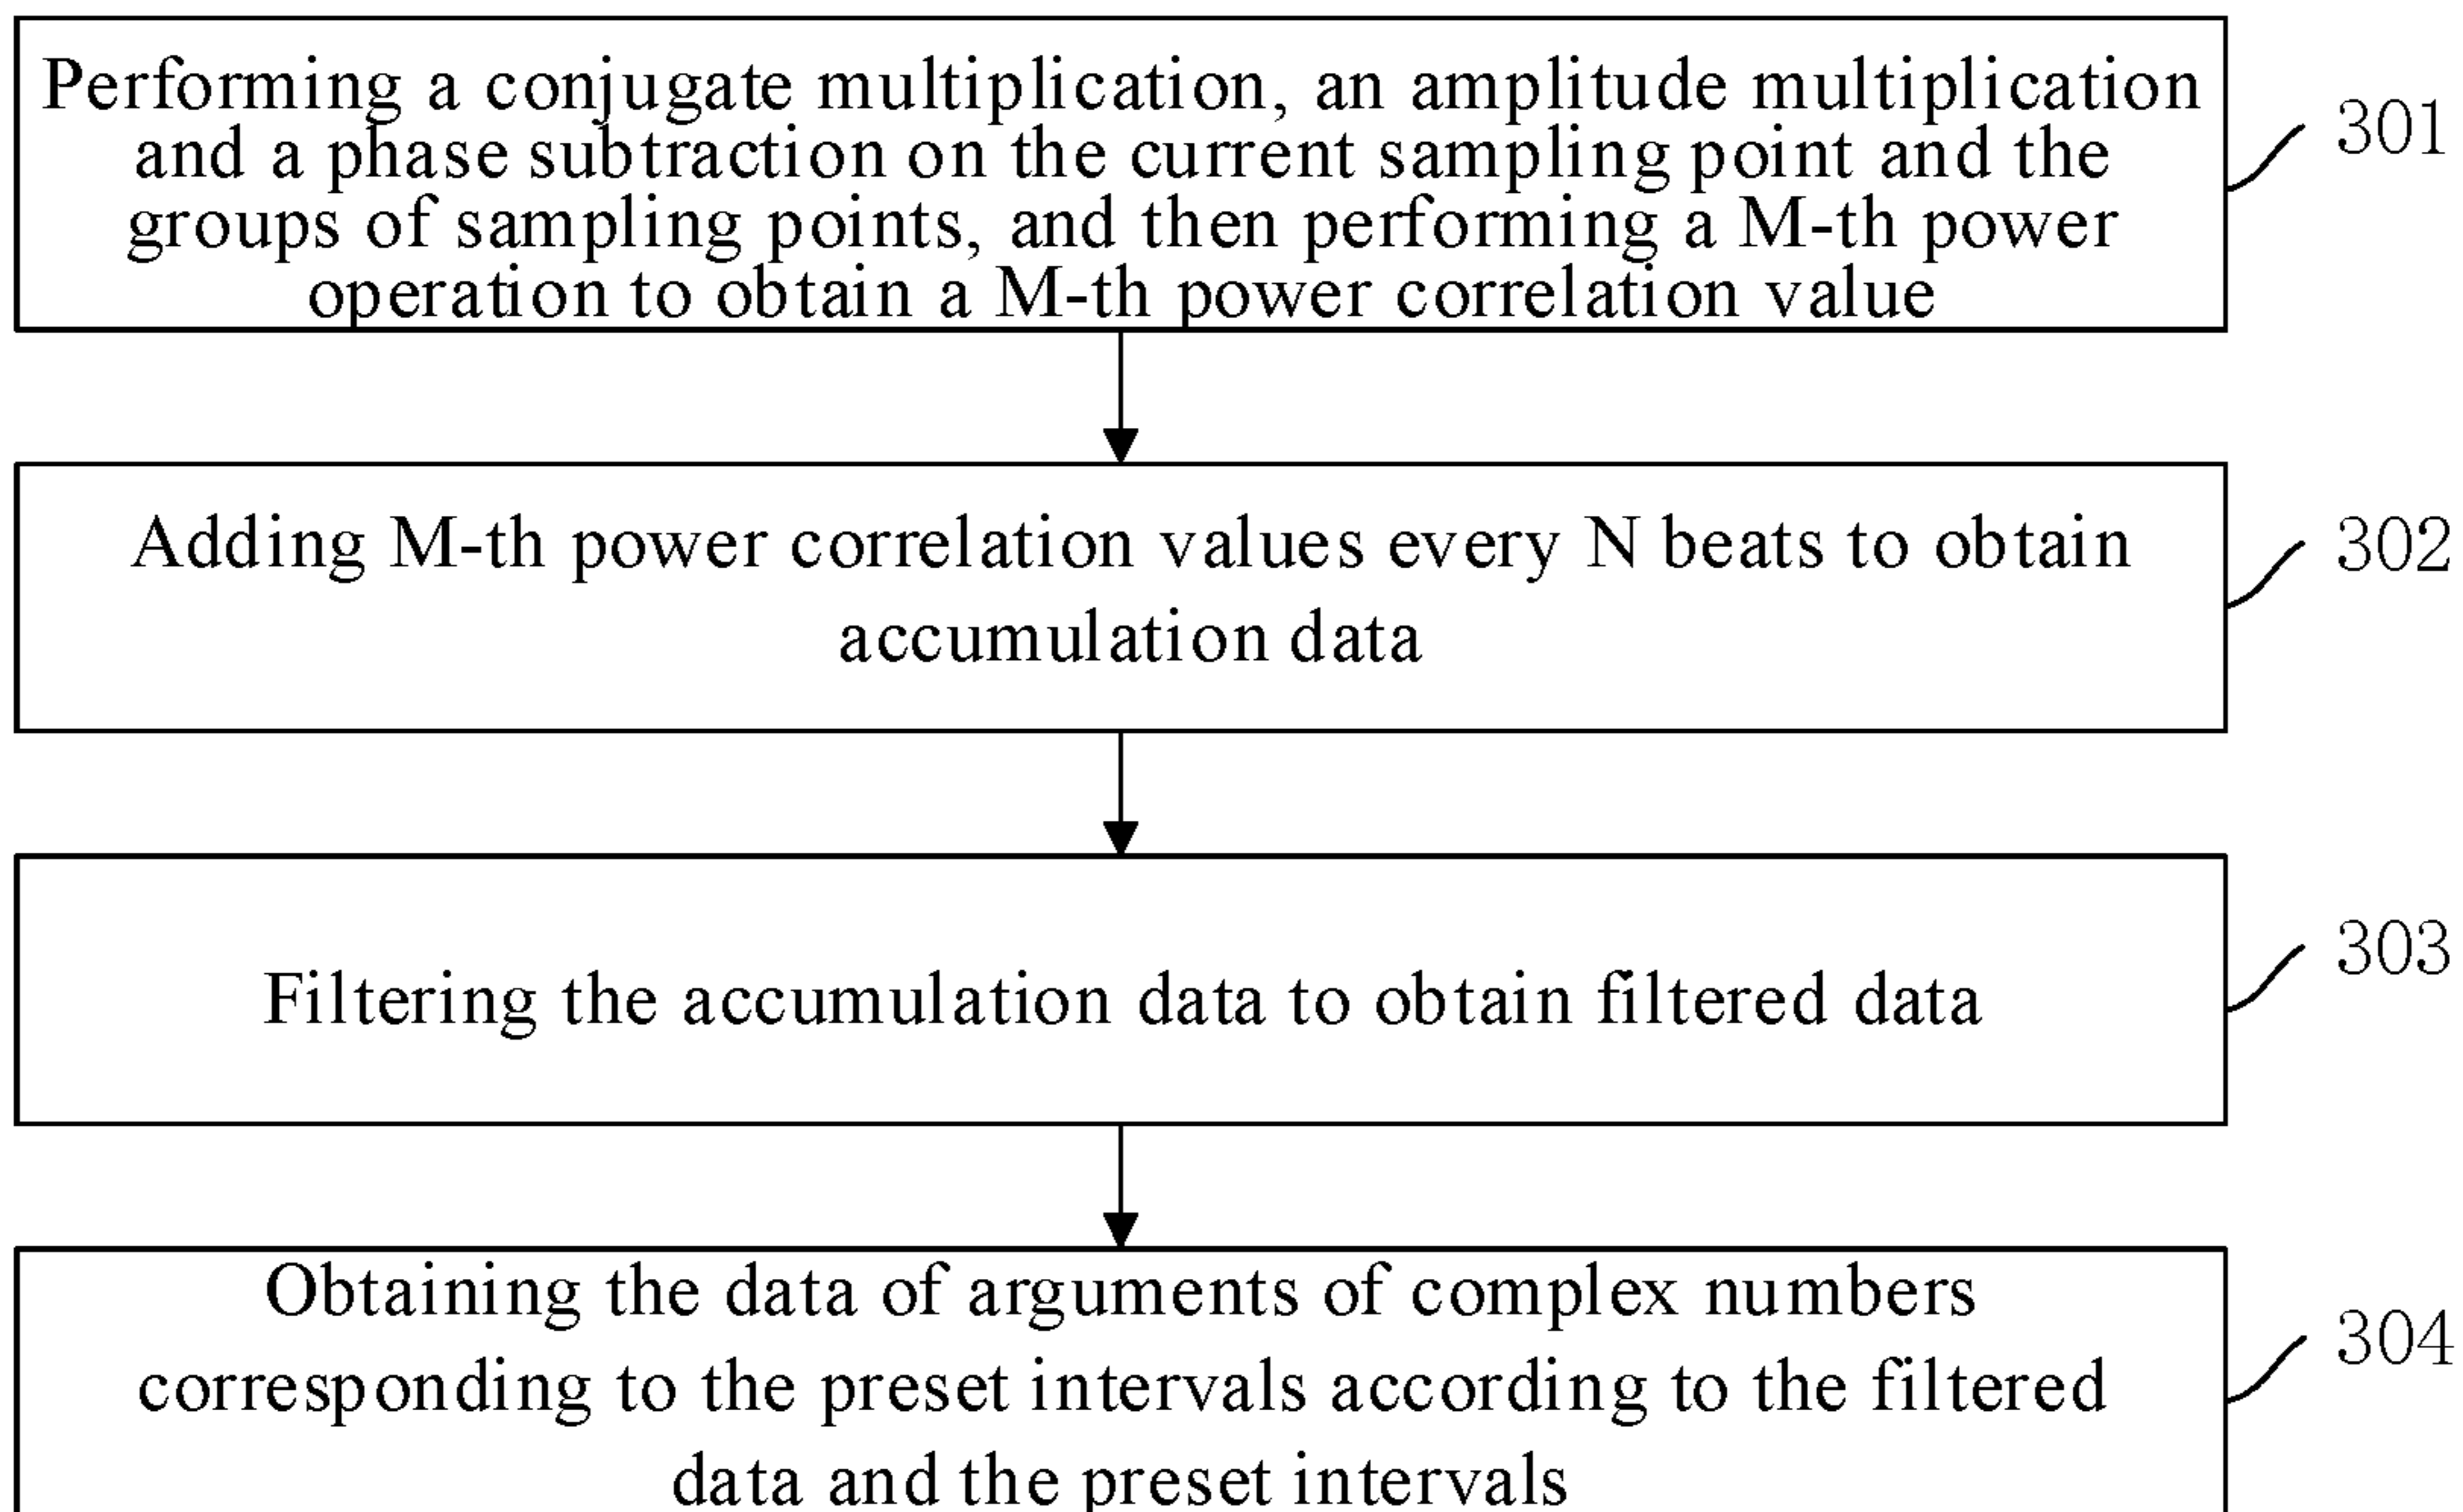 Performing a conjugate multiplication, an amplitude multiplication
and a phase subtraction on the current sampling point and the
groups of sampling points, and then performing a M-th power
operation to obtain a M-th power correlation value
301
Adding M-th power correlation values every N beats to obtain
accumulation data
302
Filtering the accumulation data to obtain filtered data
303
Obtaining the data of arguments of complex numbers
corresponding to the preset intervals according to the filtered
data and the preset intervals
304